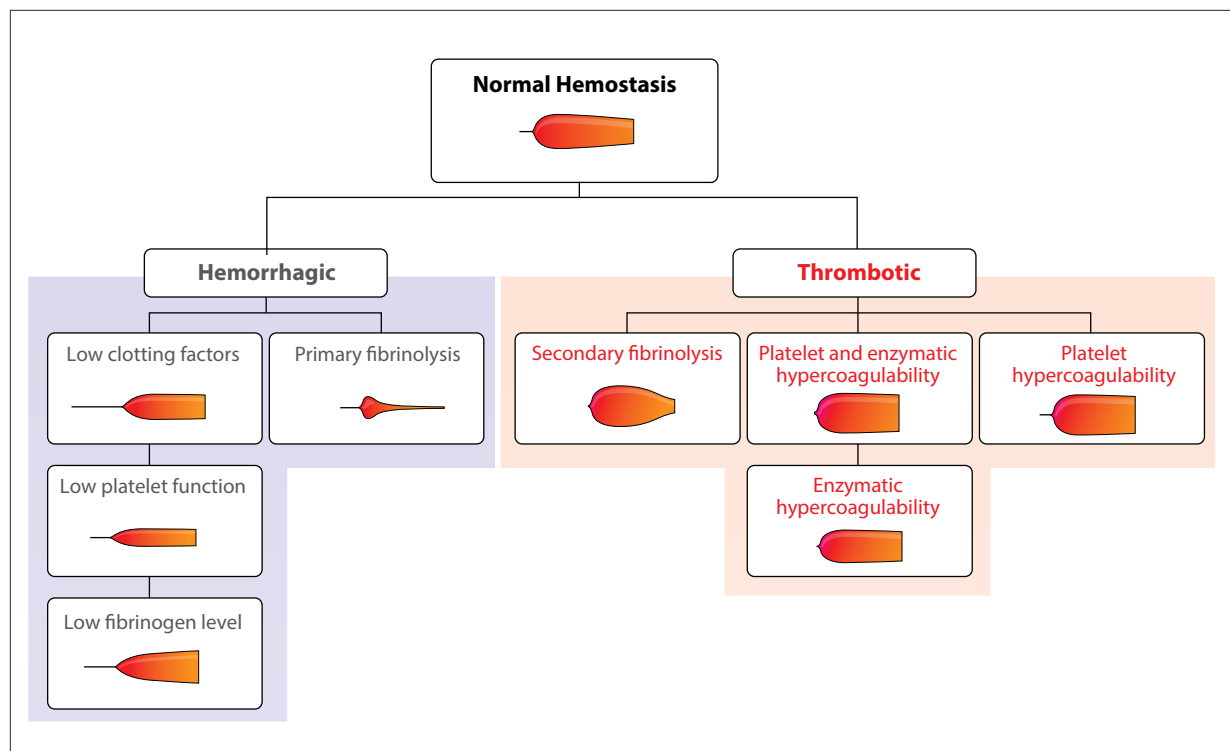 Normal Hemostasis
Hemorrhagic
Thrombotic
Low clotting factors
Primary fibrinolysis
Secondary fibrinolysis
Platelet and enzymatic
hypercoagulability
Platelet
hypercoagulability
Low platelet function
Enzymatic
hypercoagulability
Low fibrinogen level